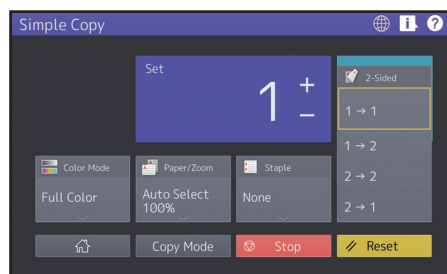 Simple Copy
i ?
Set
1 + -
2-Sided
1 → 1
1 → 2
2 → 2
2 → 1
Color Mode
Full Color
Paper/Zoom
Auto Select
100%
Staple
None
Copy Mode
Stop
Reset